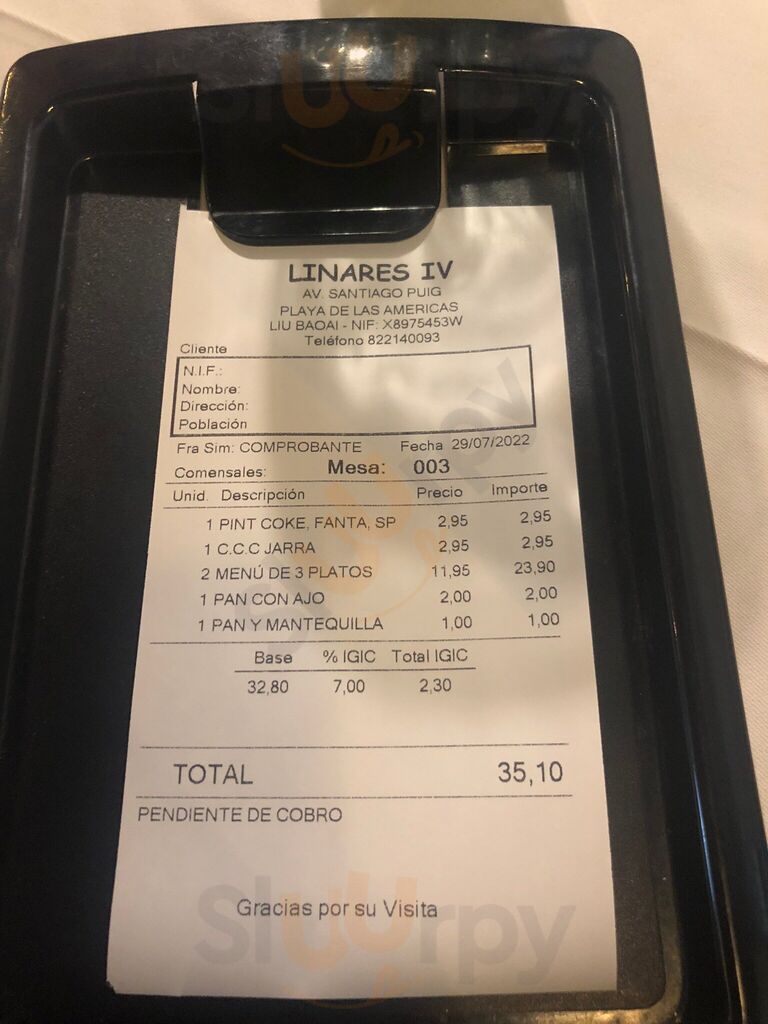 LINARES IV
AV. SANTIAGO PUIG
PLAYA DE LAS AMERICAS
LIU BAOAI - NIF: X8975453W
Teléfono 822140093
Cliente
N.I.F.:
Nombre:
Dirección:
Población
Fra Sim: COMPROBANTE Fecha 29/07/2022
Comensales: Mesa: 003
Unid. Descripción Precio Importe
1 PINT COKE, FANTA, SP 2,95 2,95
1 C.C.C JARRA 2,95 2,95
2 MENÚ DE 3 PLATOS 11,95 23,90
1 PAN CON AJO 2,00 2,00
1 PAN Y MANTEQUILLA 1,00 1,00
Base % IGIC Total IGIC
32,80 7,00 2,30
TOTAL 35,10
PENDIENTE DE COBRO
Gracias por su Visita
Sluurpy
Sluurpy
Sluurpy